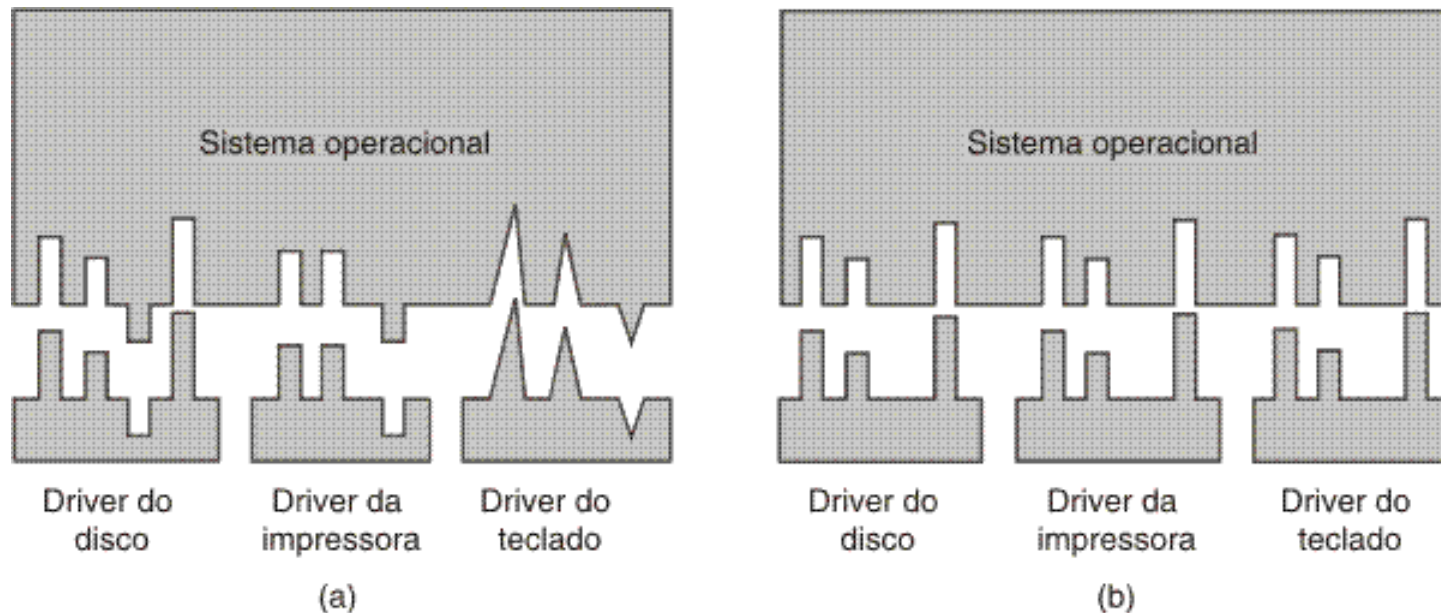 Sistema operacional
Driver do
disco
Driver da
impressora
Driver do
teclado
(a)
Sistema operacional
Driver do
disco
Driver da
impressora
Driver do
teclado
(b)